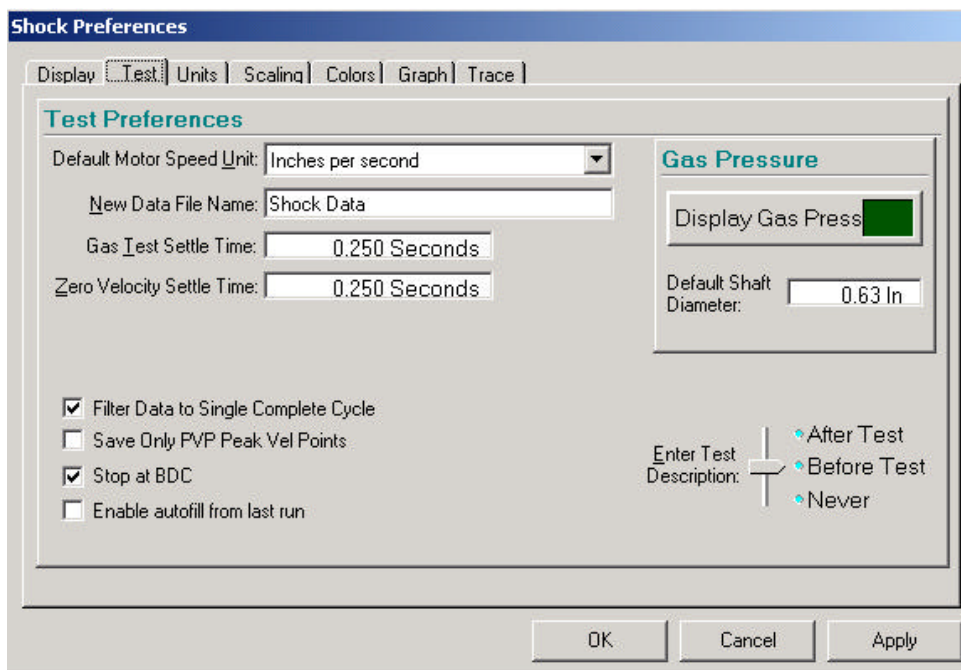 Shock Preferences
Display Test Units Scaling Colors Graph Trace
Test Preferences
Default Motor Speed Unit: Inches per second
New Data File Name: Shock Data
Gas Test Settle Time: 0.250 Seconds
Zero Velocity Settle Time: 0.250 Seconds
Gas Pressure
Display Gas Press
Default Shaft
Diameter: 0.63 In
Filter Data to Single Complete Cycle
Save Only PVP Peak Vel Points
Stop at BDC
Enable autofill from last run
Enter Test
Description:
After Test
Before Test
Never
OK Cancel Apply